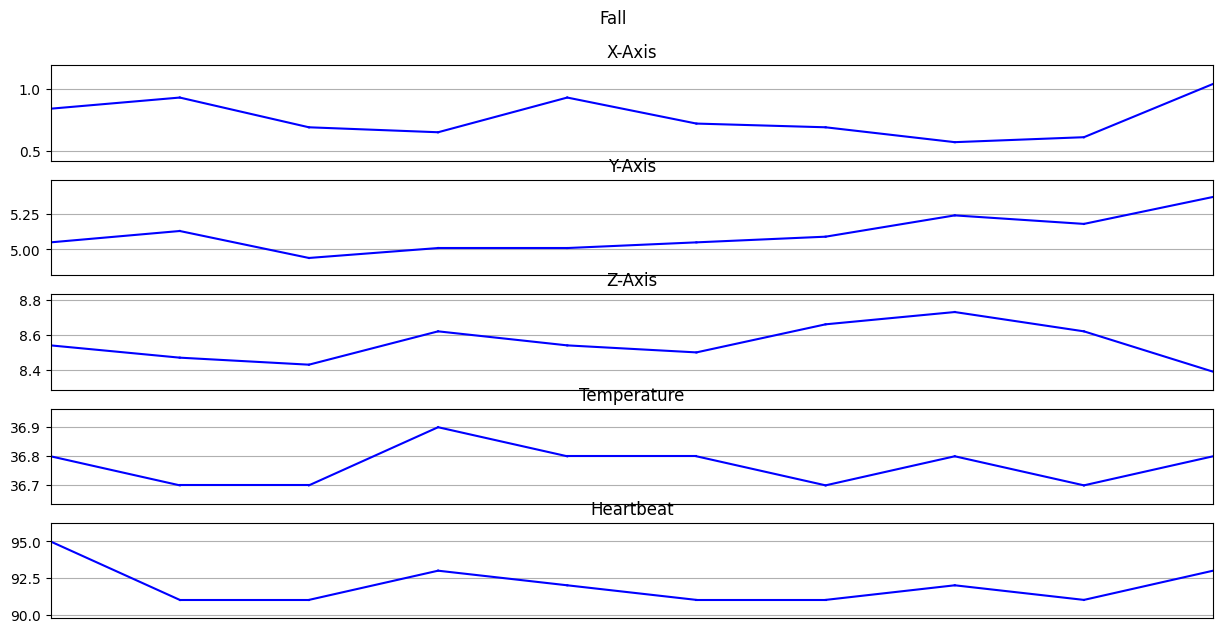 Fall
X-Axis
1.0
0.5
Y-Axis
5.25
5.00
Z-Axis
8.8
8.6
8.4
Temperature
36.9
36.8
36.7
Heartbeat
95.0
92.5
90.0